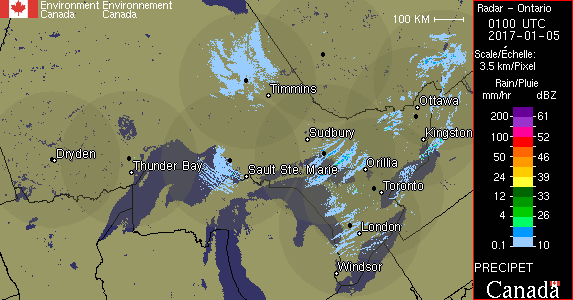 Environment Environnement
Canada Canada
100 KM
Radar - Ontario
0100 UTC
2017-01-05
Scale/Échelle:
3.5 km/Pixel
Rain/Pluie
mm/hr dBZ
200 61
100 52
50 46
24 39
12 33
4 26
0.1 10
PRECIPET
Canada
Timmins
Ottawa
Sudbury
Kingston
Dryden
Thunder Bay
Sault Ste. Marie
Orillia
Toronto
London
Windsor